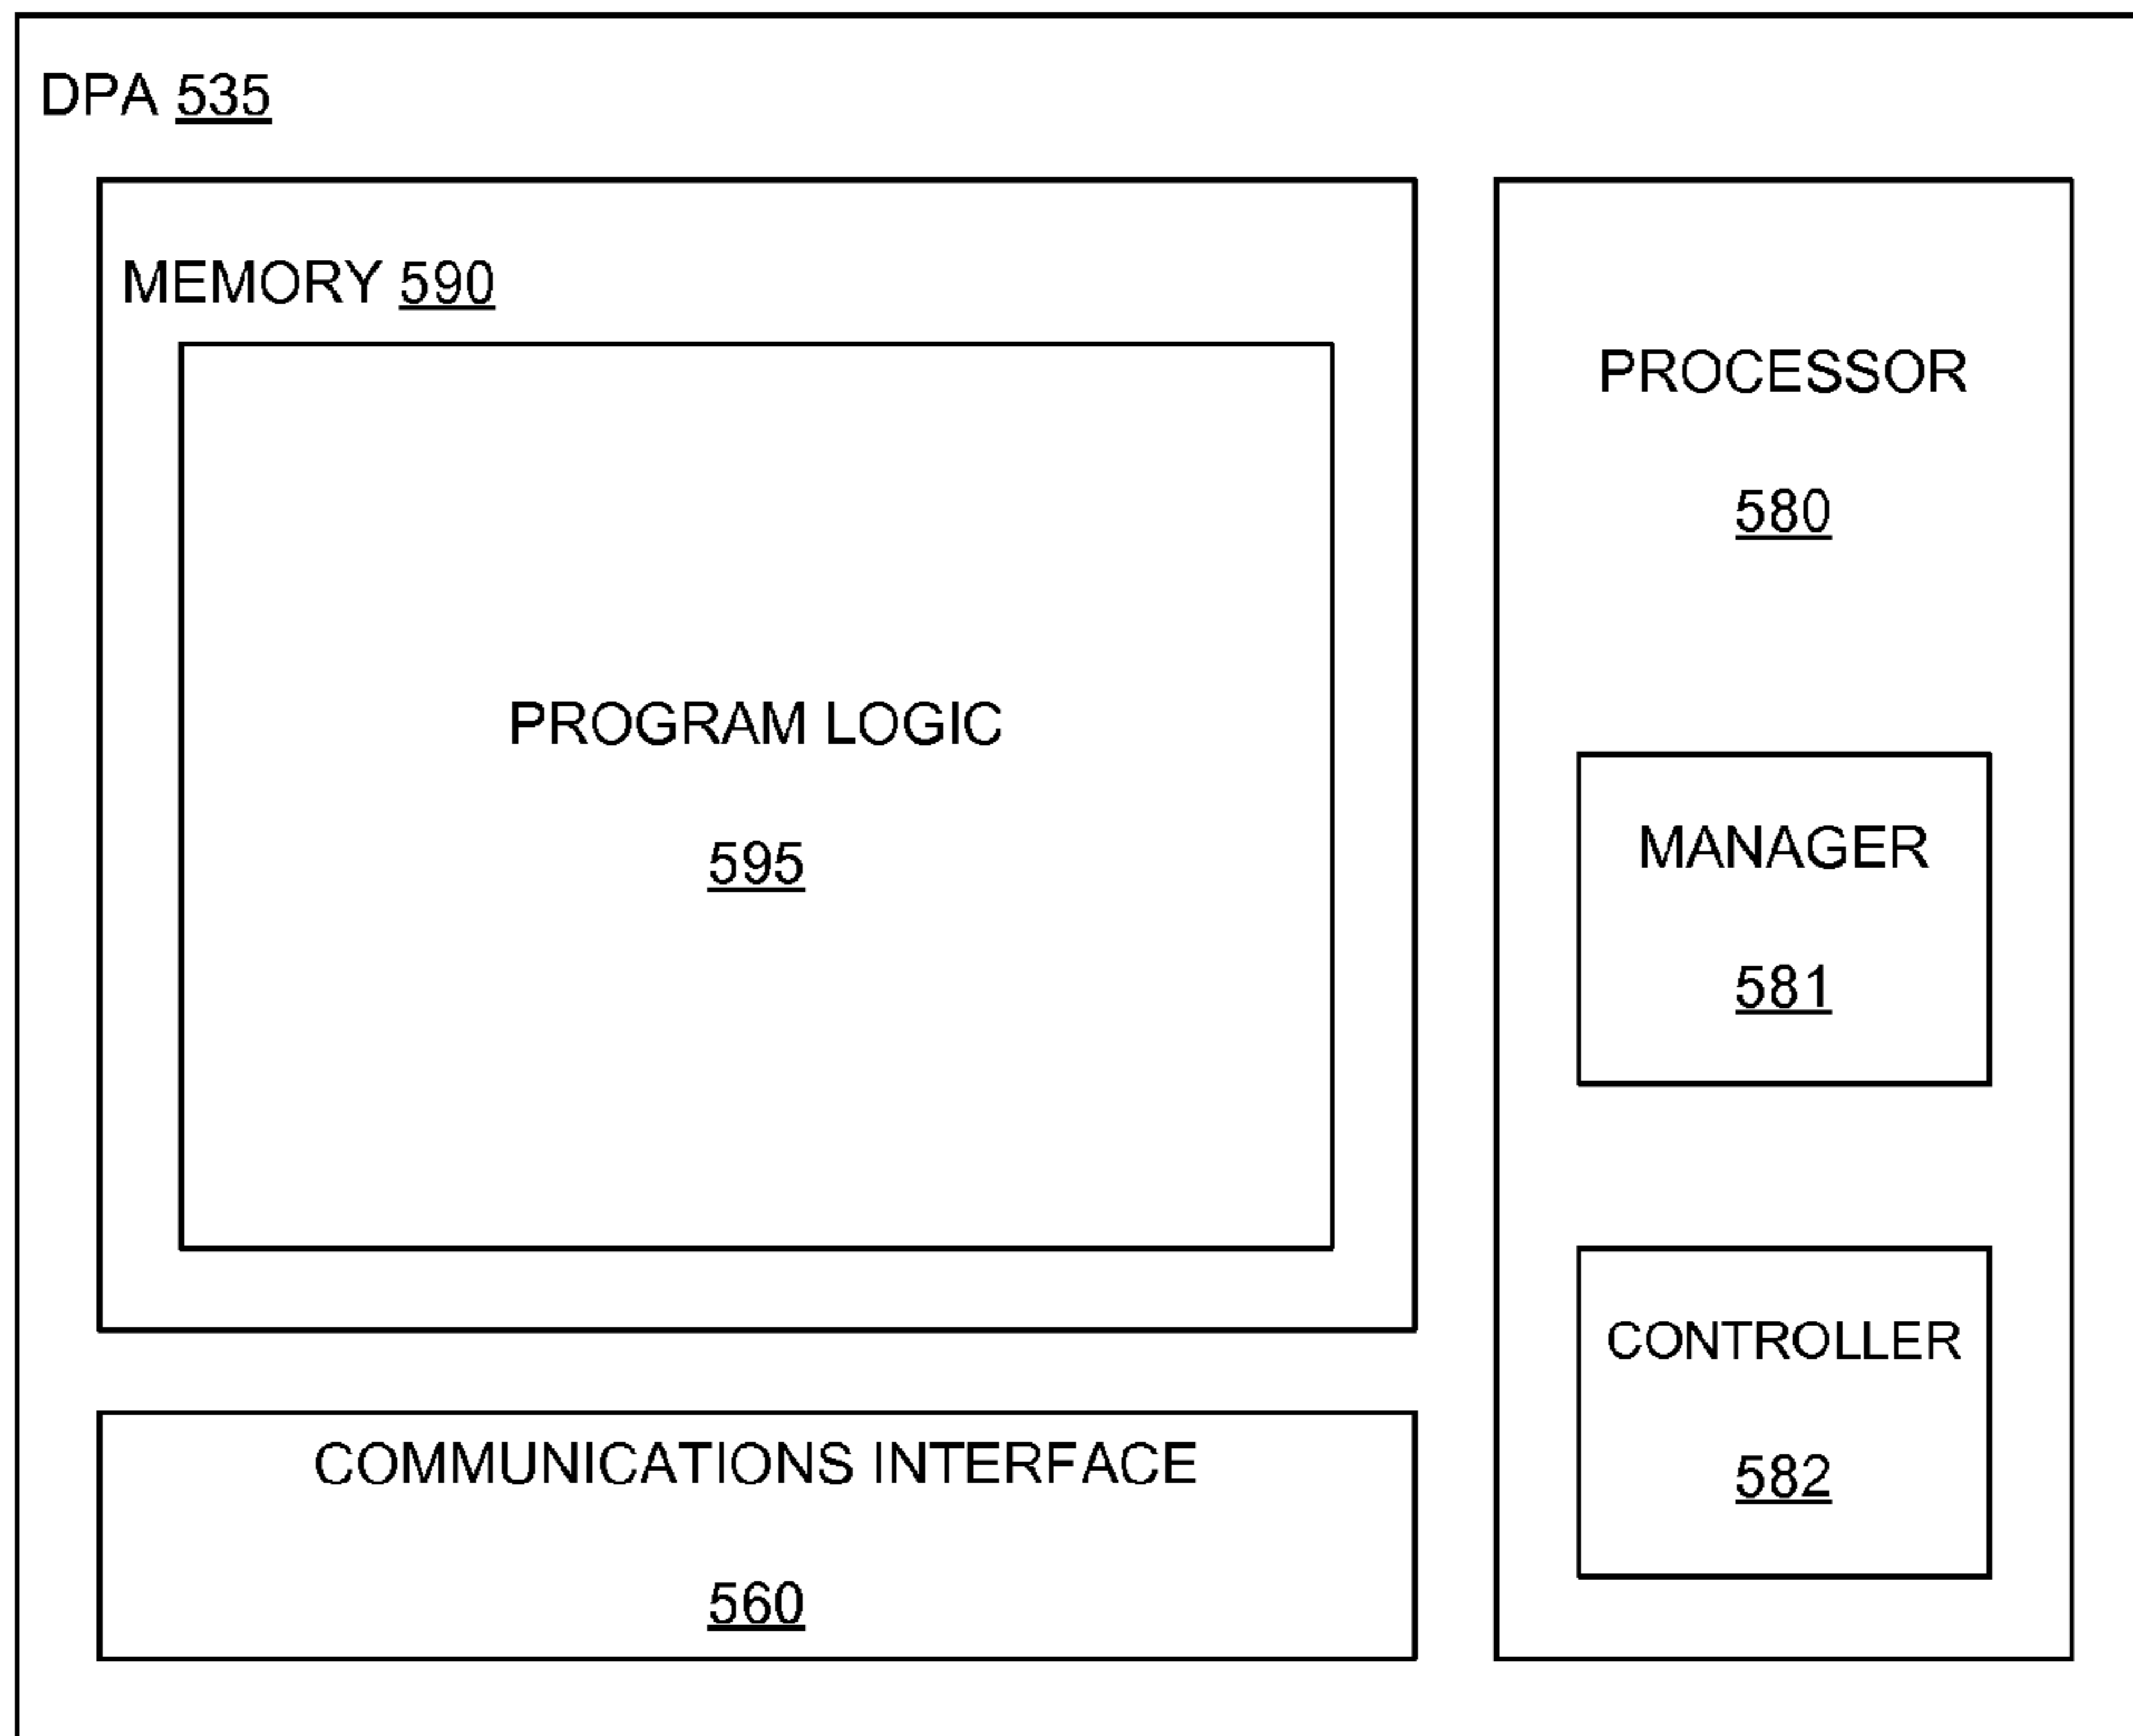 DPA 535
MEMORY 590
PROGRAM LOGIC
595
COMMUNICATIONS INTERFACE
560
PROCESSOR
580
MANAGER
581
CONTROLLER
582